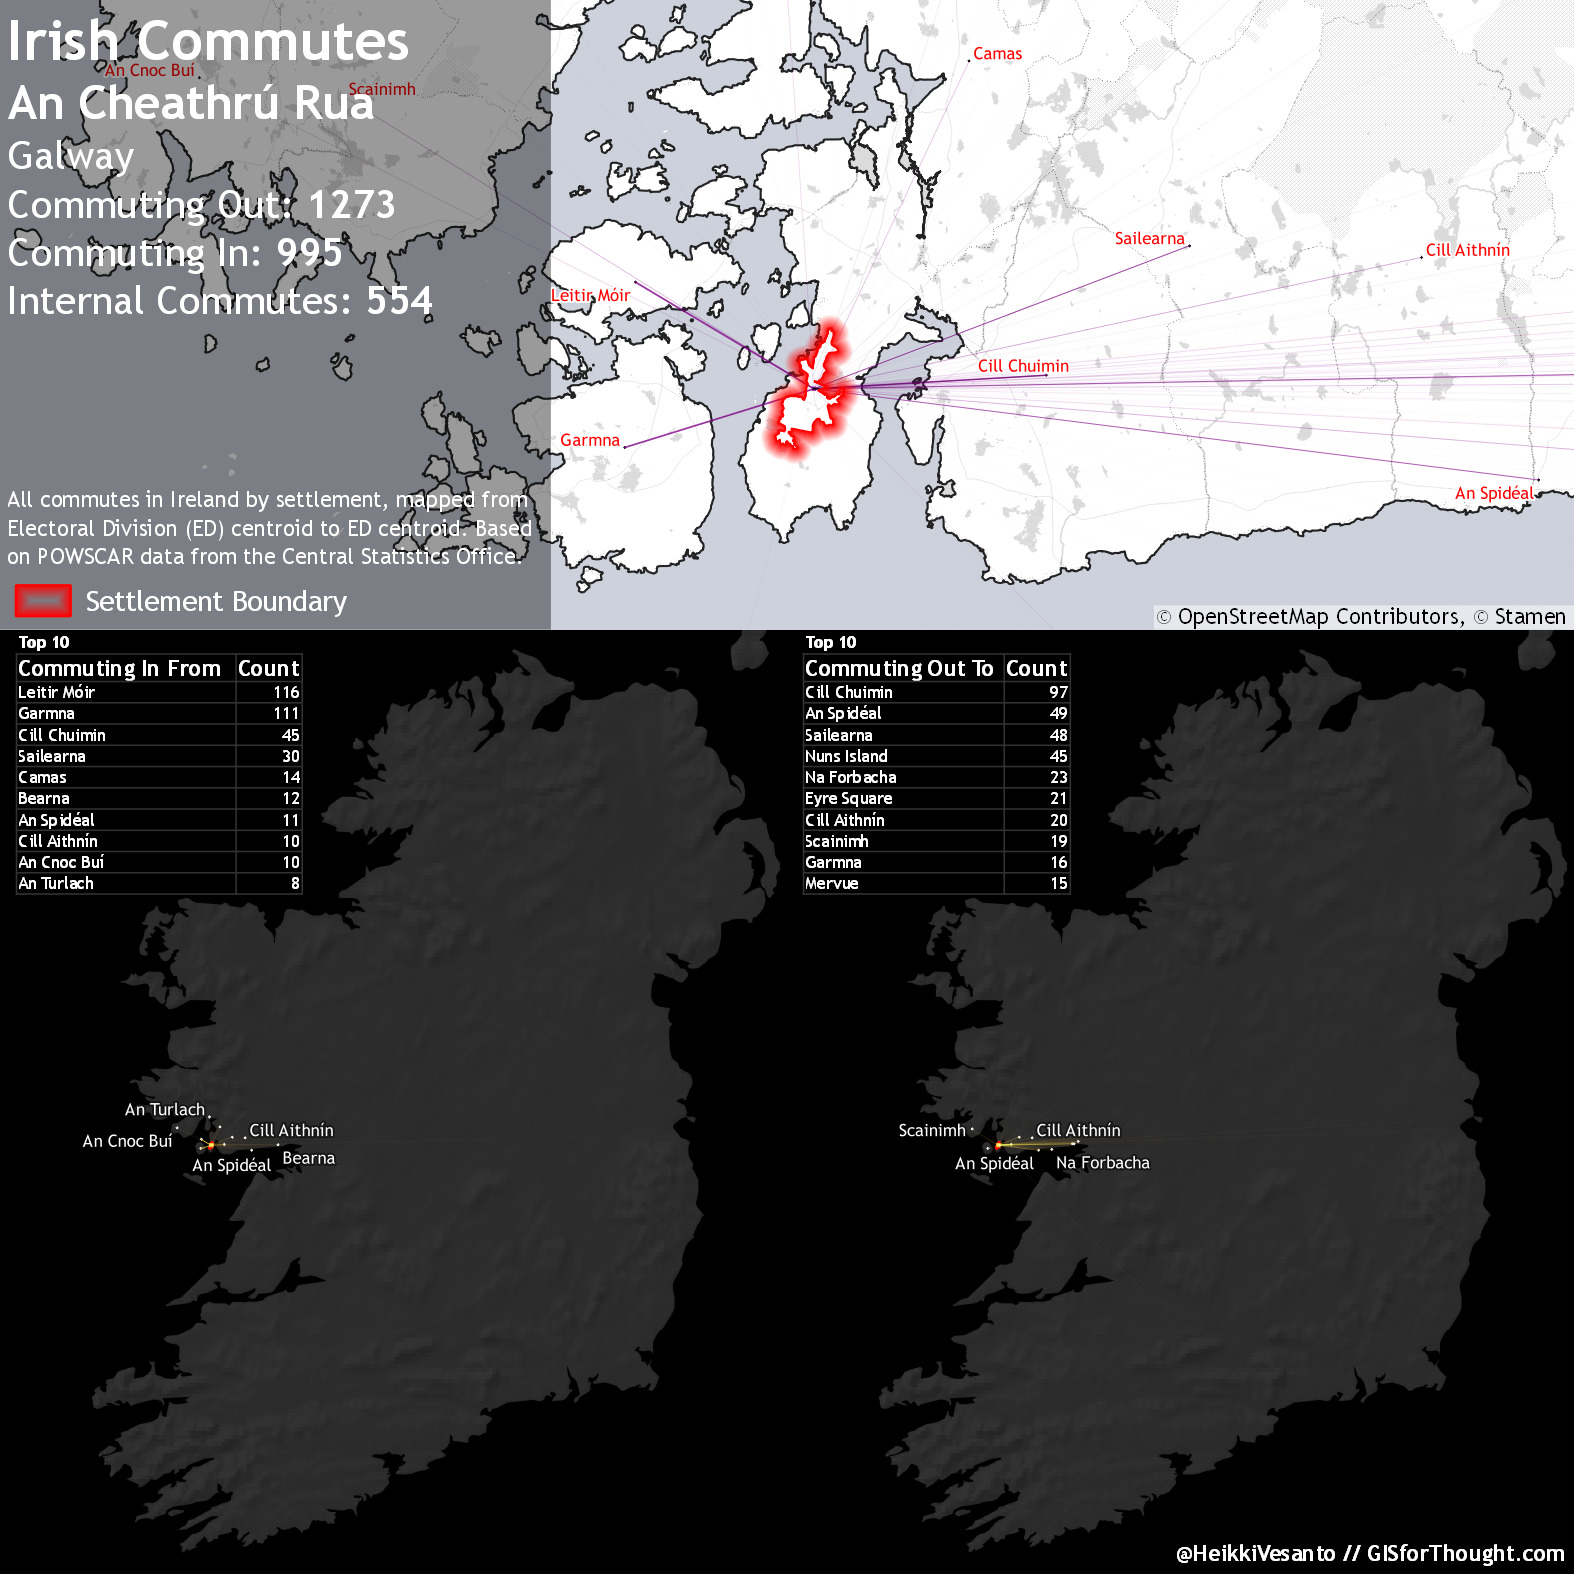 Irish Commutes
An Cheathrú Rua
Galway
Commuting Out: 1273
Commuting In: 995
Internal Commutes: 554
An Cnoc Buí
Scainimh
Camas
Sailearna
Cill Aithnín
Leitir Móir
Cill Chuimin
Garmna
An Spidéal
All commutes in Ireland by settlement, mapped from
Electoral Division (ED) centroid to ED centroid. Based
on POWSCAR data from the Central Statistics Office.
Settlement Boundary
© OpenStreetMap Contributors, © Stamen
Top 10
Commuting In From Count
Leitir Móir 116
Garmna 111
Cill Chuimin 45
Sailearna 30
Camas 14
Bearna 12
An Spidéal 11
Cill Aithnín 10
An Cnoc Buí 10
An Turlach 8
An Turlach
An Cnoc Buí
Cill Aithnín
An Spidéal
Bearna
Top 10
Commuting Out To Count
Cill Chuimin 97
An Spidéal 49
Sailearna 48
Nuns Island 45
Na Forbacha 23
Eyre Square 21
Cill Aithnín 20
Scainimh 19
Garmna 16
Mervue 15
Scainimh
Cill Aithnín
An Spidéal
Na Forbacha
@HeikkiVesanto // GISforThought.com